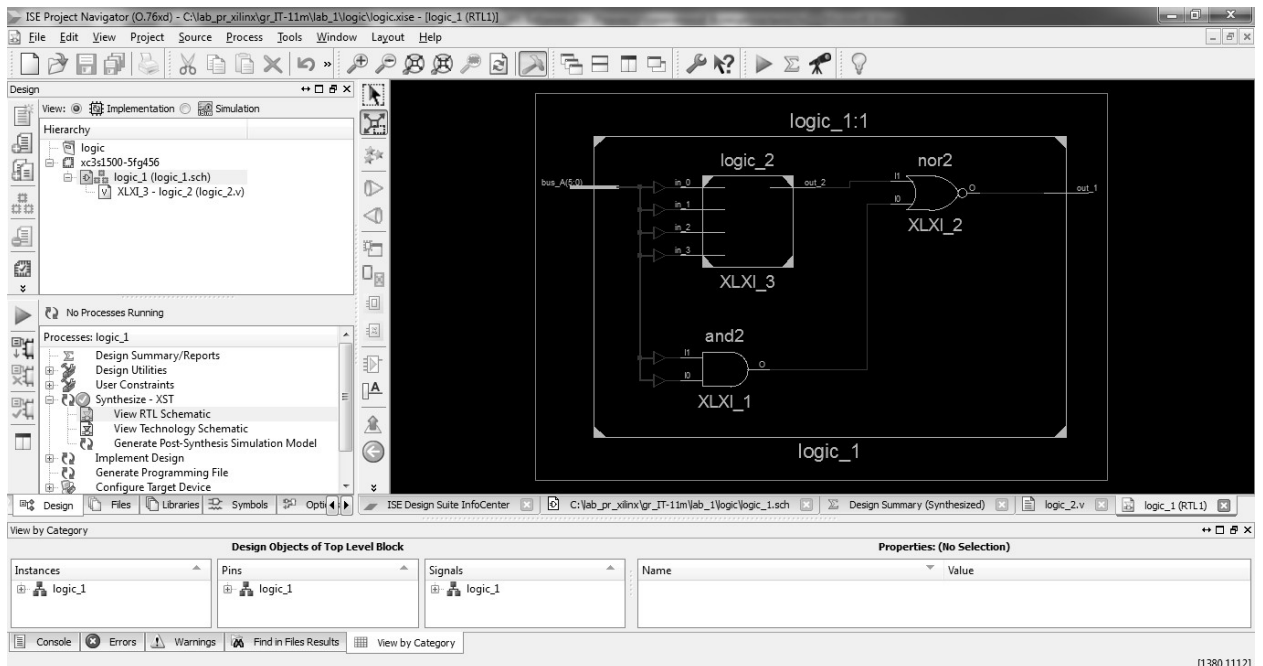 ISE Project Navigator (O.76xd) - C:\lab_pr_xilinx\gr_IT-11m\lab_1\logic\logic.xise - [logic_1 (RTL1)]
File Edit View Project Source Process Tools Window Layout Help
Design
View: Implementation Simulation
Hierarchy
logic
xc3s1500-5fg456
logic_1 (logic_1.sch)
XLXI_3 - logic_2 (logic_2.v)
No Processes Running
Processes: logic_1
Design Summary/Reports
Design Utilities
User Constraints
Synthesize - XST
View RTL Schematic
View Technology Schematic
Generate Post-Synthesis Simulation Model
Implement Design
Generate Programming File
Configure Target Device
Design Files Libraries Symbols Opti
logic_1:1
logic_2 nor2
bus_A(5:0) in_0 out_2 I1 O out_1
in_1 I0
in_2 XLXI_2
in_3
XLXI_3
and2
I1 O
I0
XLXI_1
logic_1
ISE Design Suite InfoCenter C:\lab_pr_xilinx\gr_IT-11m\lab_1\logic\logic_1.sch Design Summary (Synthesized) logic_2.v logic_1 (RTL1)
View by Category
Design Objects of Top Level Block Properties: (No Selection)
Instances Pins Signals Name Value
logic_1 logic_1 logic_1
Console Errors Warnings Find in Files Results View by Category
[1380,1112]